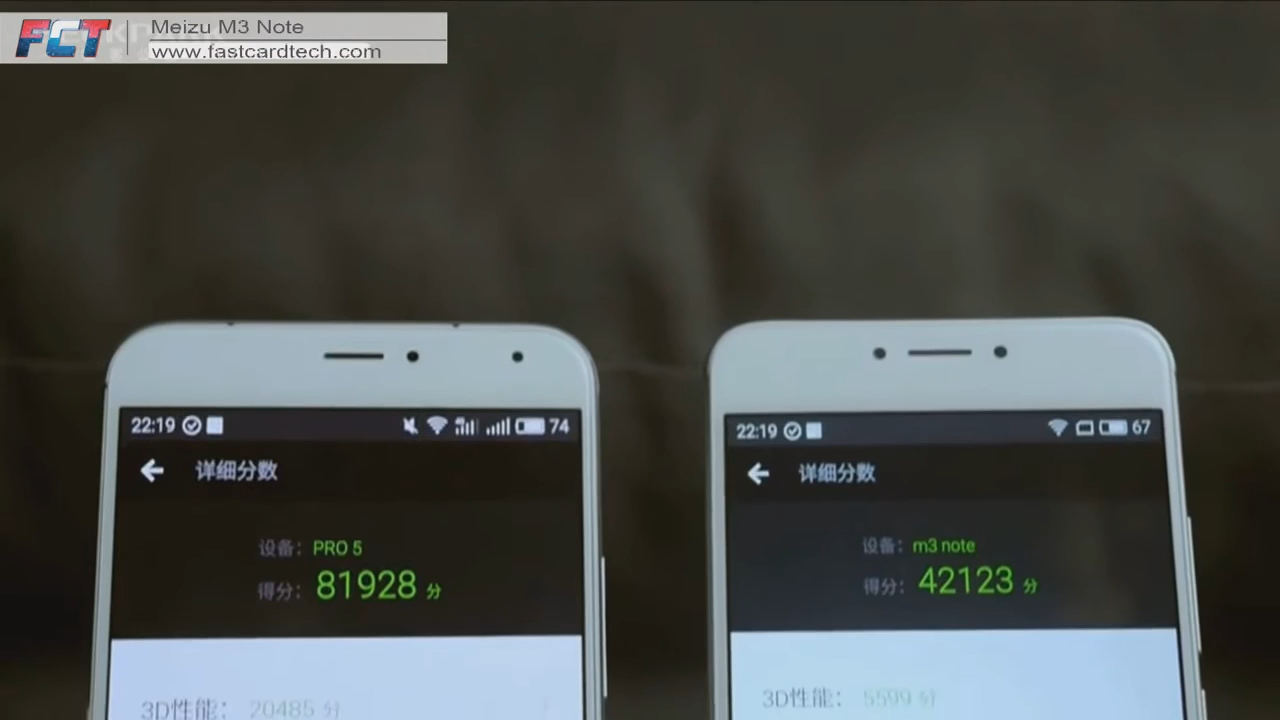 FCT
Meizu M3 Note
www.fastcardtech.com
22:19
74
详细分数
设备: PRO 5
得分: 81928 分
3D性能: 20485 分
22:19
67
详细分数
设备: m3 note
得分: 42123 分
3D性能: 5599 分